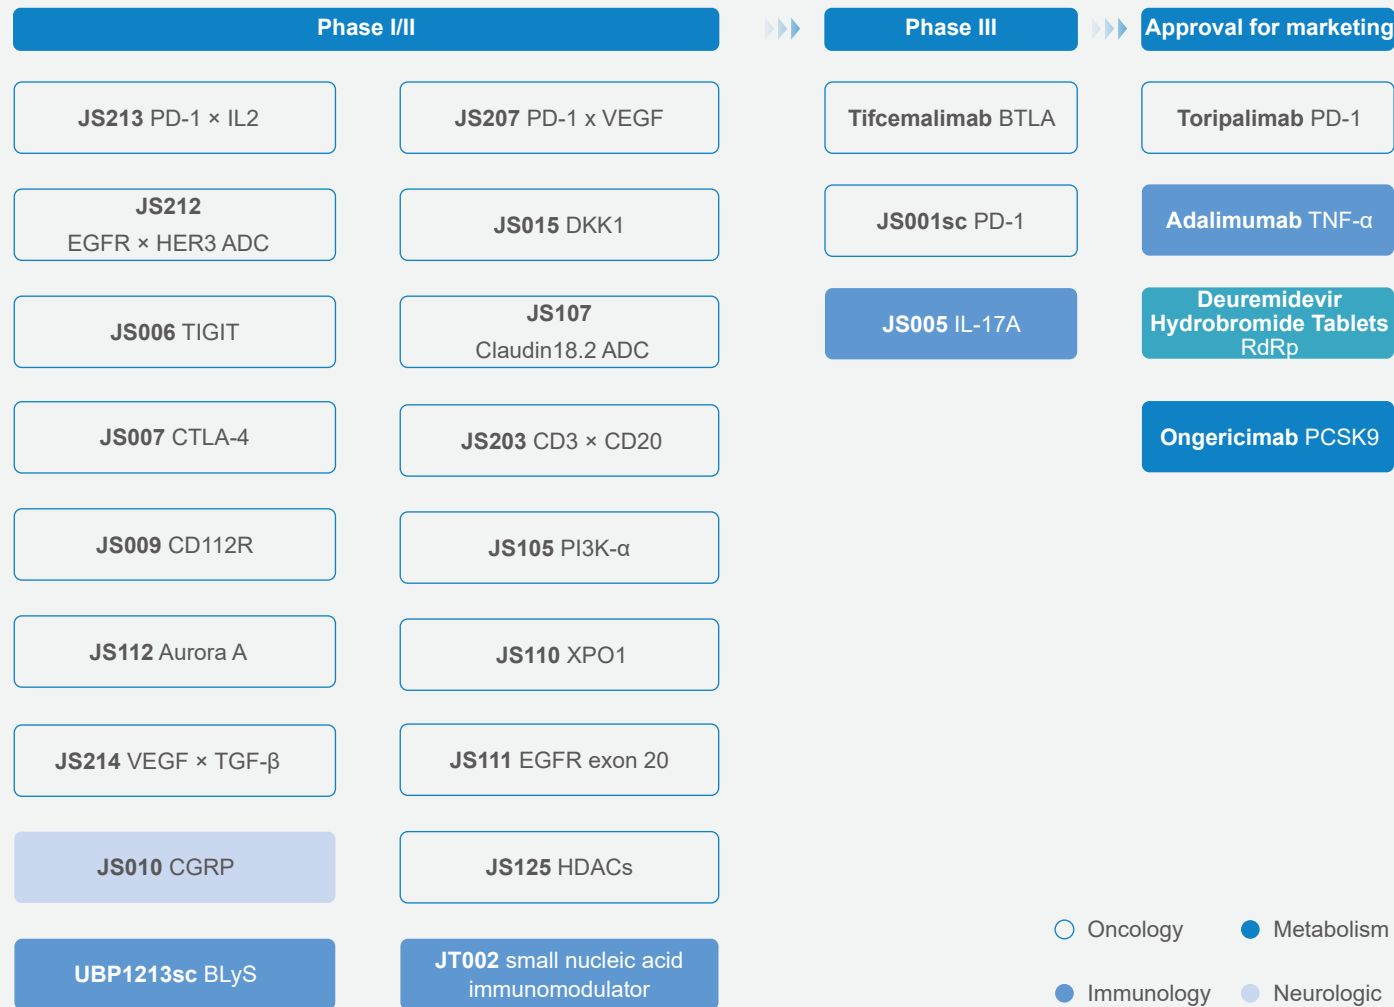 Phase I/II
Phase III
Approval for marketing
JS213 PD-1 × IL2
JS207 PD-1 x VEGF
Tifcemalimab BTLA
Toripalimab PD-1
JS212
EGFR × HER3 ADC
JS015 DKK1
JS001sc PD-1
Adalimumab TNF-α
JS006 TIGIT
JS107
Claudin18.2 ADC
JS005 IL-17A
Deuremidevir
Hydrobromide Tablets
RdRp
JS007 CTLA-4
JS203 CD3 × CD20
Ongericimab PCSK9
JS009 CD112R
JS105 PI3K-α
JS112 Aurora A
JS110 XPO1
JS214 VEGF × TGF-β
JS111 EGFR exon 20
JS010 CGRP
JS125 HDACs
UBP1213sc BLyS
JT002 small nucleic acid
immunomodulator
Oncology
Metabolism
Immunology
Neurologic